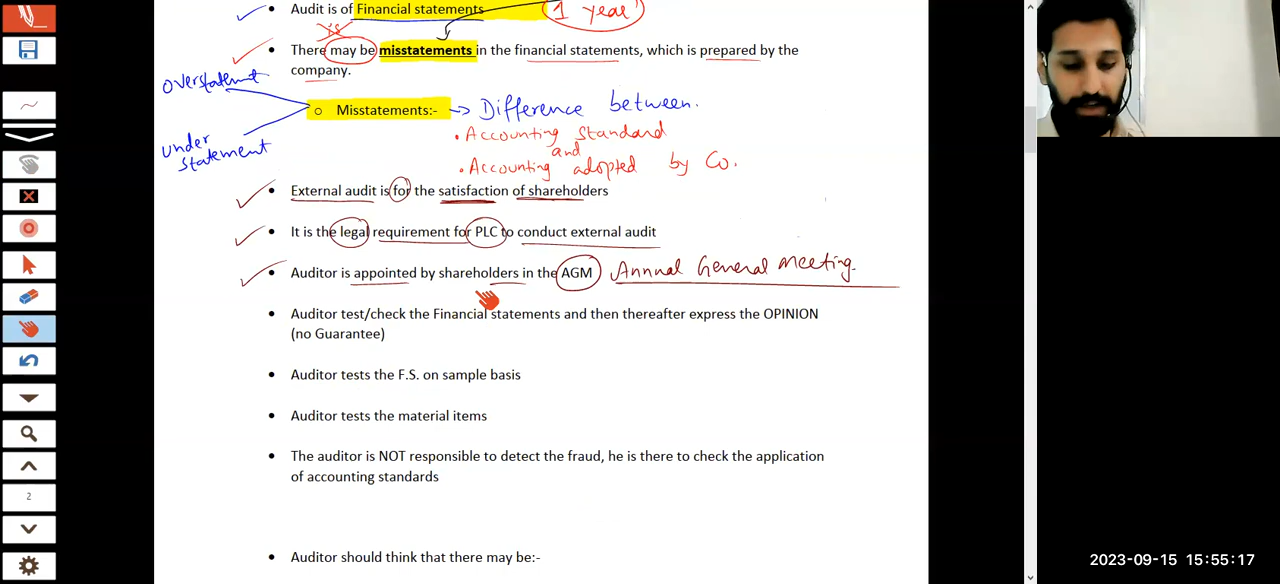 Audit is of Financial statements 1 year
is
There may be misstatements in the financial statements, which is prepared by the
company.
overstatement
Misstatements:- → Difference between.
under
statement
• Accounting Standard
and
• Accounting adopted by Co.
External audit is for the satisfaction of shareholders
It is the legal requirement for PLC to conduct external audit
Auditor is appointed by shareholders in the AGM Annual General Meeting.
Auditor test/check the Financial statements and then thereafter express the OPINION
(no Guarantee)
Auditor tests the F.S. on sample basis
Auditor tests the material items
The auditor is NOT responsible to detect the fraud, he is there to check the application
of accounting standards
Auditor should think that there may be:-
2
2023-09-15 15:55:17